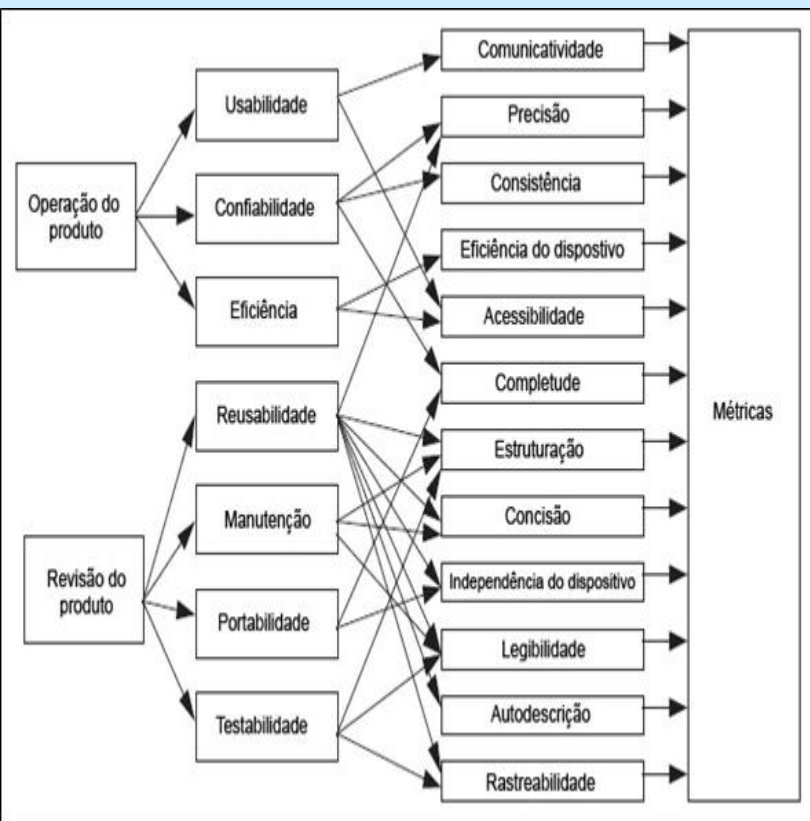 Operação do
produto
Revisão do
produto
Usabilidade
Confiabilidade
Eficiência
Reusabilidade
Manutenção
Portabilidade
Testabilidade
Comunicatividade
Precisão
Consistência
Eficiência do dispostivo
Acessibilidade
Completude
Estruturação
Concisão
Independência do dispositivo
Legibilidade
Autodescrição
Rastreabilidade
Métricas